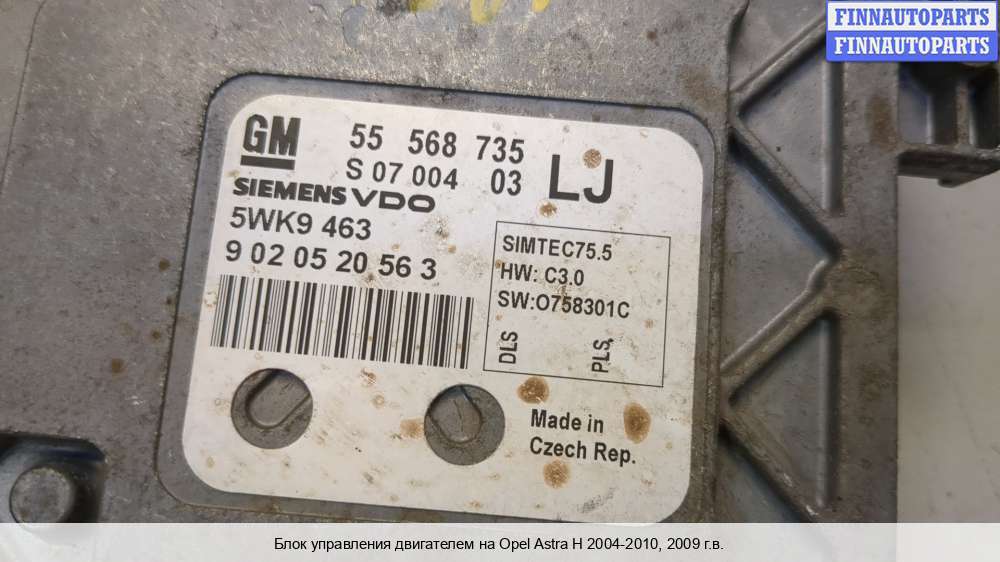 FINNAUTOPARTS
FINNAUTOPARTS
GM 55 568 735
S 07 004 03 LJ
SIEMENS VDO
5WK9 463
9 02 05 20 56 3
SIMTEC75.5
HW: C3.0
SW:O758301C
DLS PLS
Made in
Czech Rep.
Блок управления двигателем на Opel Astra H 2004-2010, 2009 г.в.